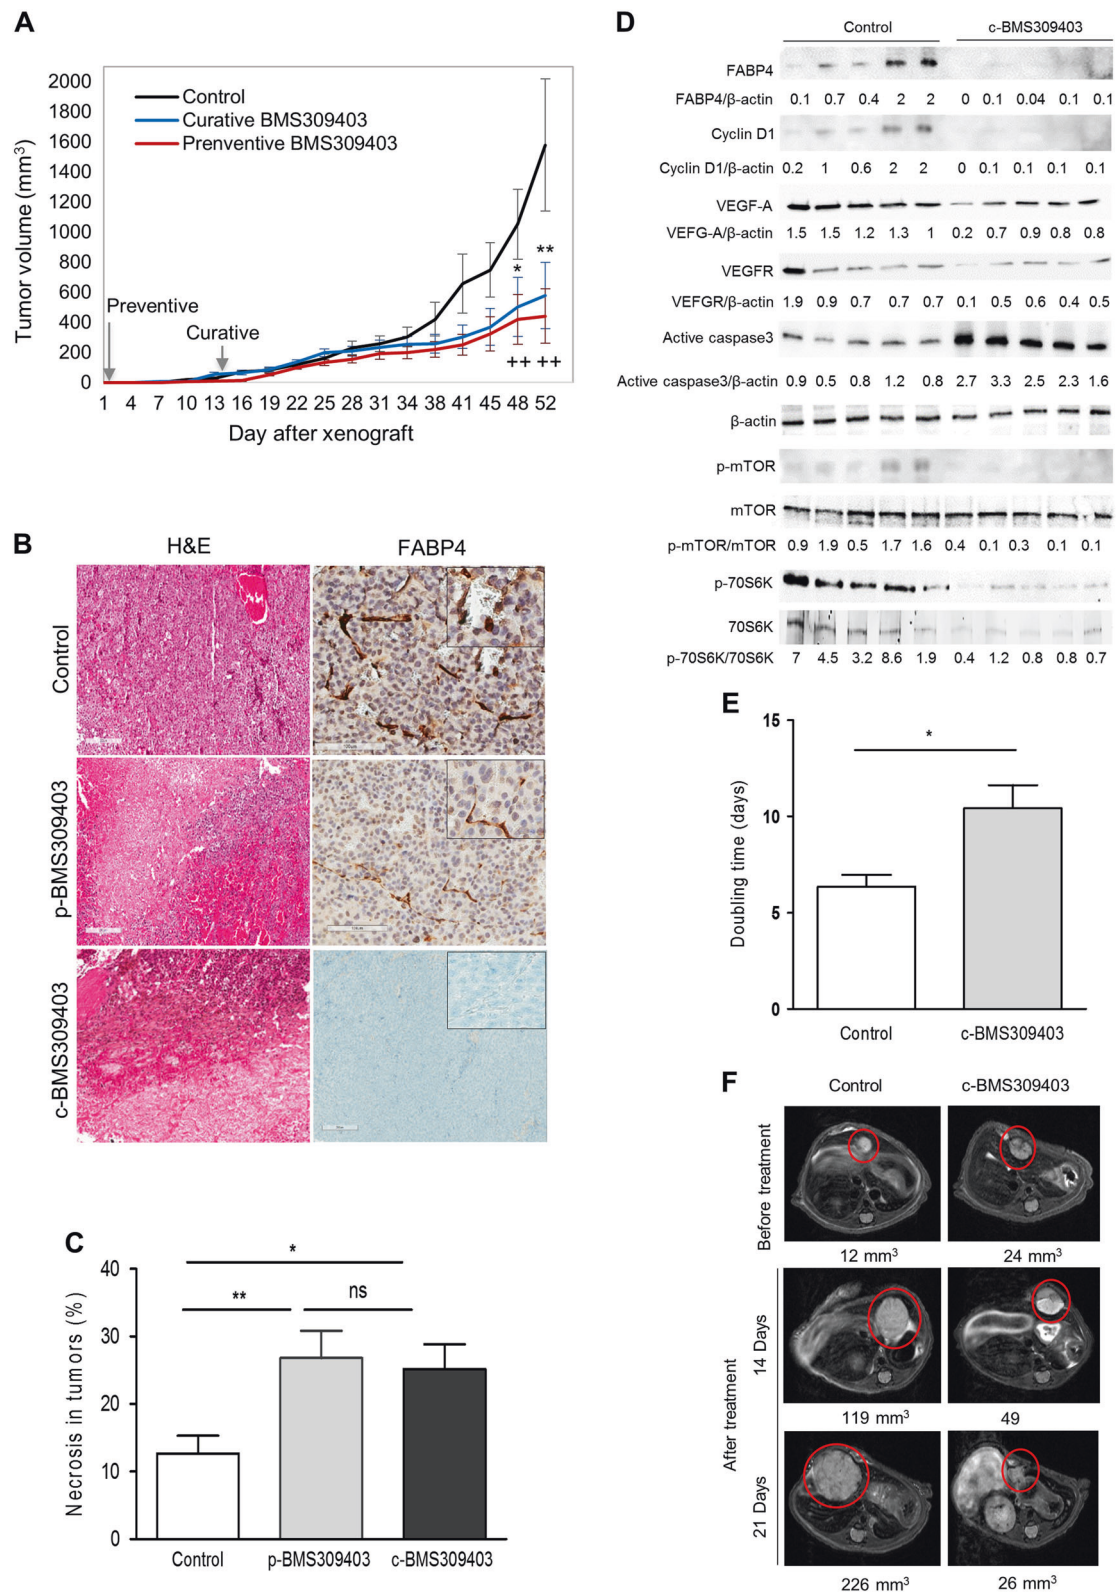 A
2000
1800
1600
1400
1200
1000
800
600
400
200
0
Tumor volume (mm³)
Control
Curative BMS309403
Prenventive BMS309403
Preventive
Curative
*
**
++ ++
1 4 7 10 13 16 19 22 25 28 31 34 38 41 45 48 52
Day after xenograft
B
H&E FABP4
Control
p-BMS309403
c-BMS309403
C
40
30
20
10
0
Necrosis in tumors (%)
*
**
ns
Control p-BMS309403 c-BMS309403
D
Control c-BMS309403
FABP4
FABP4/β-actin 0.1 0.7 0.4 2 2 0 0.1 0.04 0.1 0.1
Cyclin D1
Cyclin D1/β-actin 0.2 1 0.6 2 2 0 0.1 0.1 0.1 0.1
VEGF-A
VEFG-A/β-actin 1.5 1.5 1.2 1.3 1 0.2 0.7 0.9 0.8 0.8
VEGFR
VEFGR/β-actin 1.9 0.9 0.7 0.7 0.7 0.1 0.5 0.6 0.4 0.5
Active caspase3
Active caspase3/β-actin 0.9 0.5 0.8 1.2 0.8 2.7 3.3 2.5 2.3 1.6
β-actin
p-mTOR
mTOR
p-mTOR/mTOR 0.9 1.9 0.5 1.7 1.6 0.4 0.1 0.3 0.1 0.1
p-70S6K
70S6K
p-70S6K/70S6K 7 4.5 3.2 8.6 1.9 0.4 1.2 0.8 0.8 0.7
E
15
10
5
0
Doubling time (days)
*
Control c-BMS309403
F
Control c-BMS309403
Before treatment
12 mm³ 24 mm³
After treatment
14 Days
119 mm³ 49
21 Days
226 mm³ 26 mm³